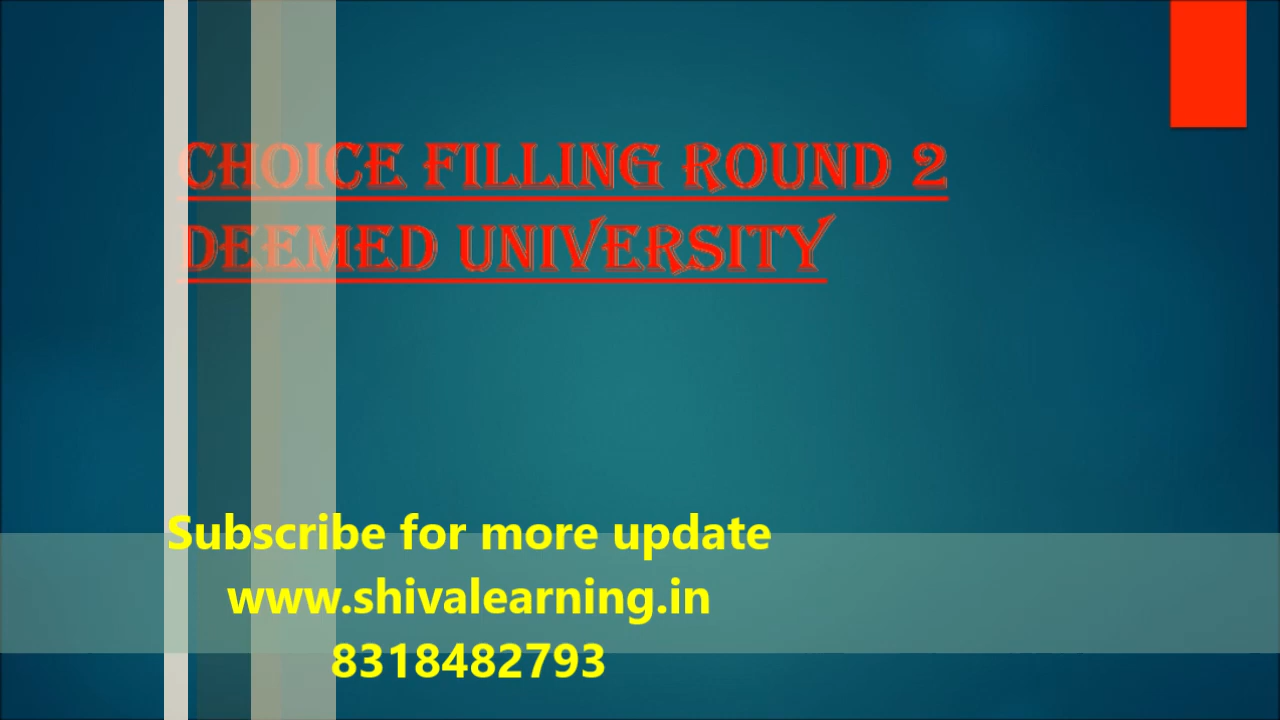 CHOICE FILLING ROUND 2
DEEMED UNIVERSITY
Subscribe for more update
www.shivalearning.in
8318482793